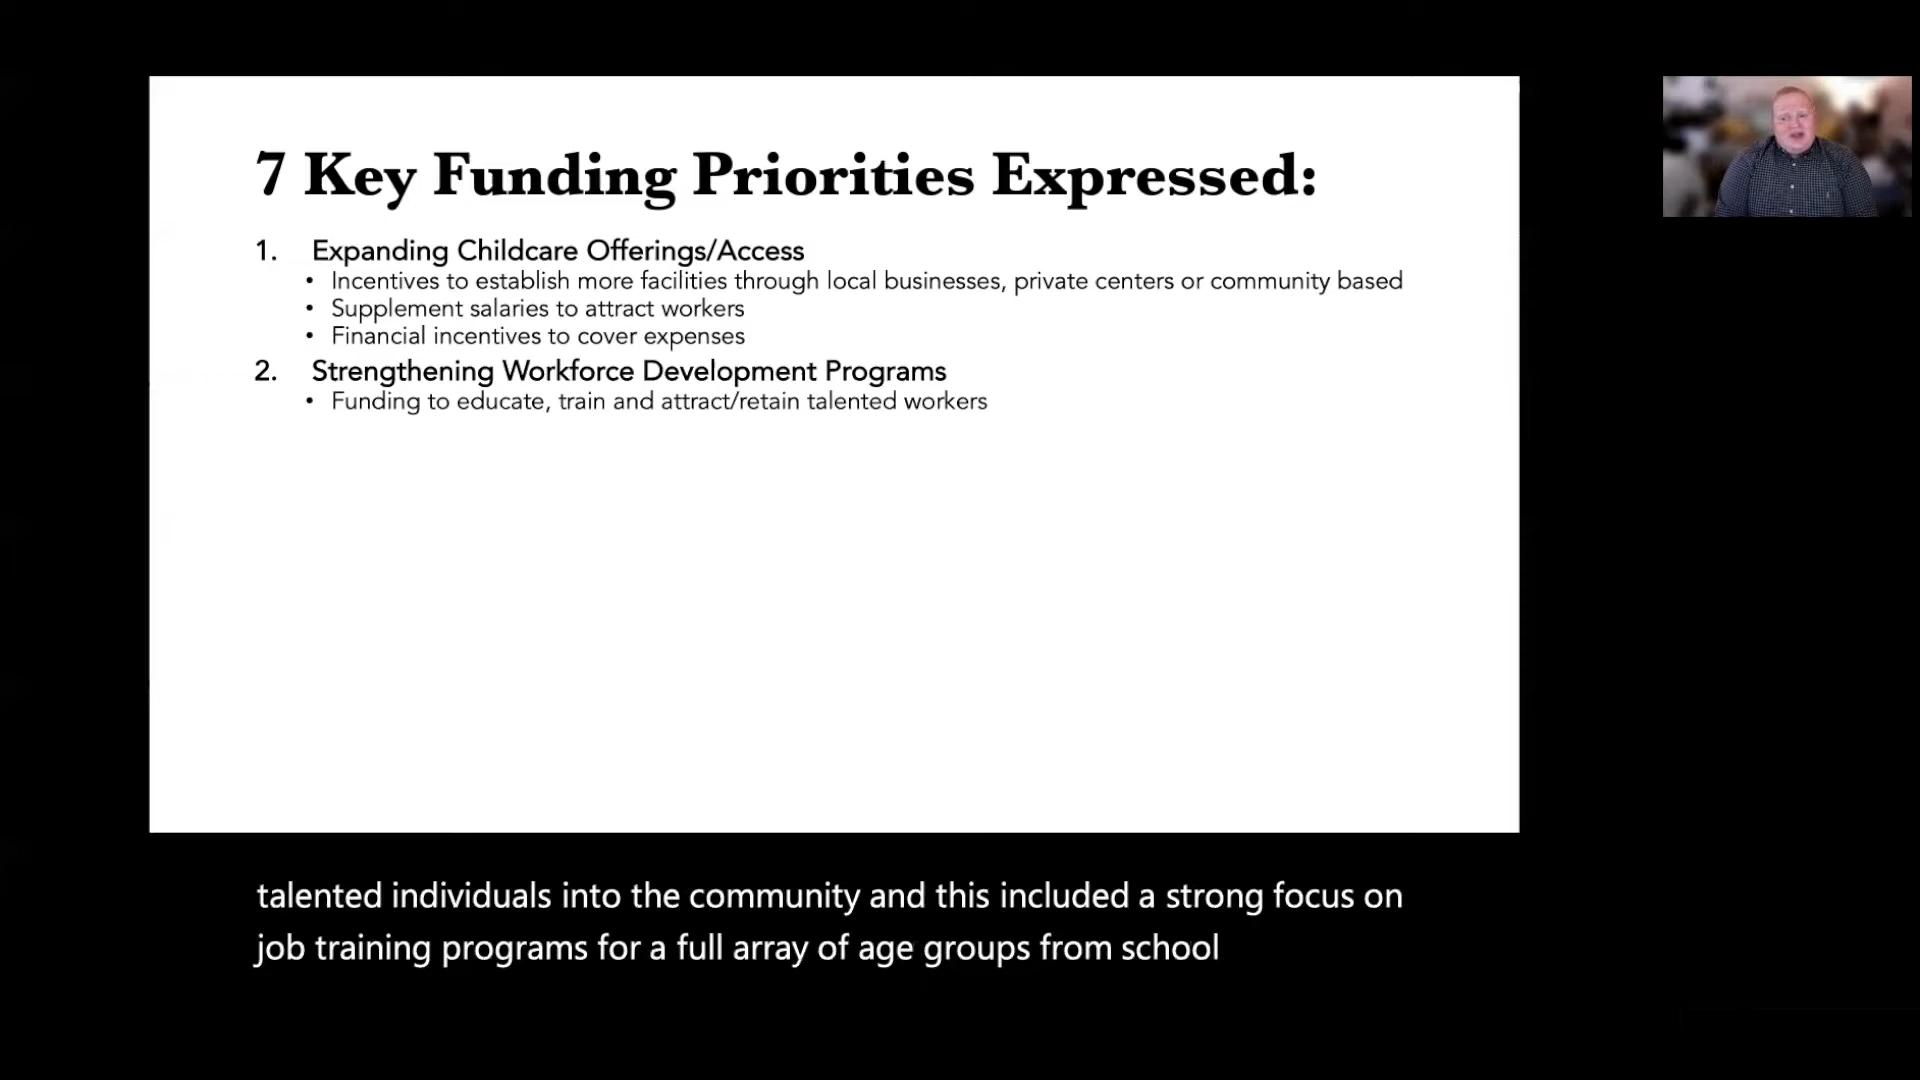 7 Key Funding Priorities Expressed:
1. Expanding Childcare Offerings/Access
• Incentives to establish more facilities through local businesses, private centers or community based
• Supplement salaries to attract workers
• Financial incentives to cover expenses
2. Strengthening Workforce Development Programs
• Funding to educate, train and attract/retain talented workers
talented individuals into the community and this included a strong focus on
job training programs for a full array of age groups from school